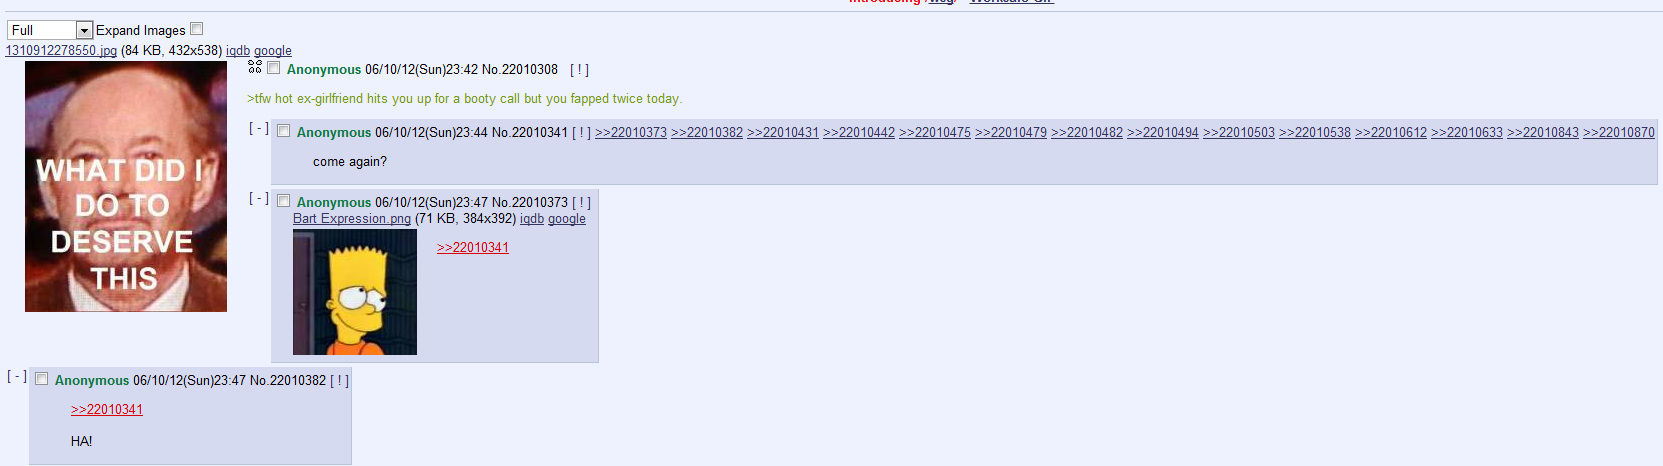 Introducing /wsg/ - Worksafe GIF
Full Expand Images
1310912278550.jpg (84 KB, 432x538) iqdb google
WHAT DID I
DO TO
DESERVE
THIS
Anonymous 06/10/12(Sun)23:42 No.22010308 [ ! ]
>tfw hot ex-girlfriend hits you up for a booty call but you fapped twice today.
[ - ] Anonymous 06/10/12(Sun)23:44 No.22010341 [ ! ] >>22010373 >>22010382 >>22010431 >>22010442 >>22010475 >>22010479 >>22010482 >>22010494 >>22010503 >>22010538 >>22010612 >>22010633 >>22010843 >>22010870
come again?
[ - ] Anonymous 06/10/12(Sun)23:47 No.22010373 [ ! ]
Bart Expression.png (71 KB, 384x392) iqdb google
>>22010341
[ - ] Anonymous 06/10/12(Sun)23:47 No.22010382 [ ! ]
>>22010341
HA!